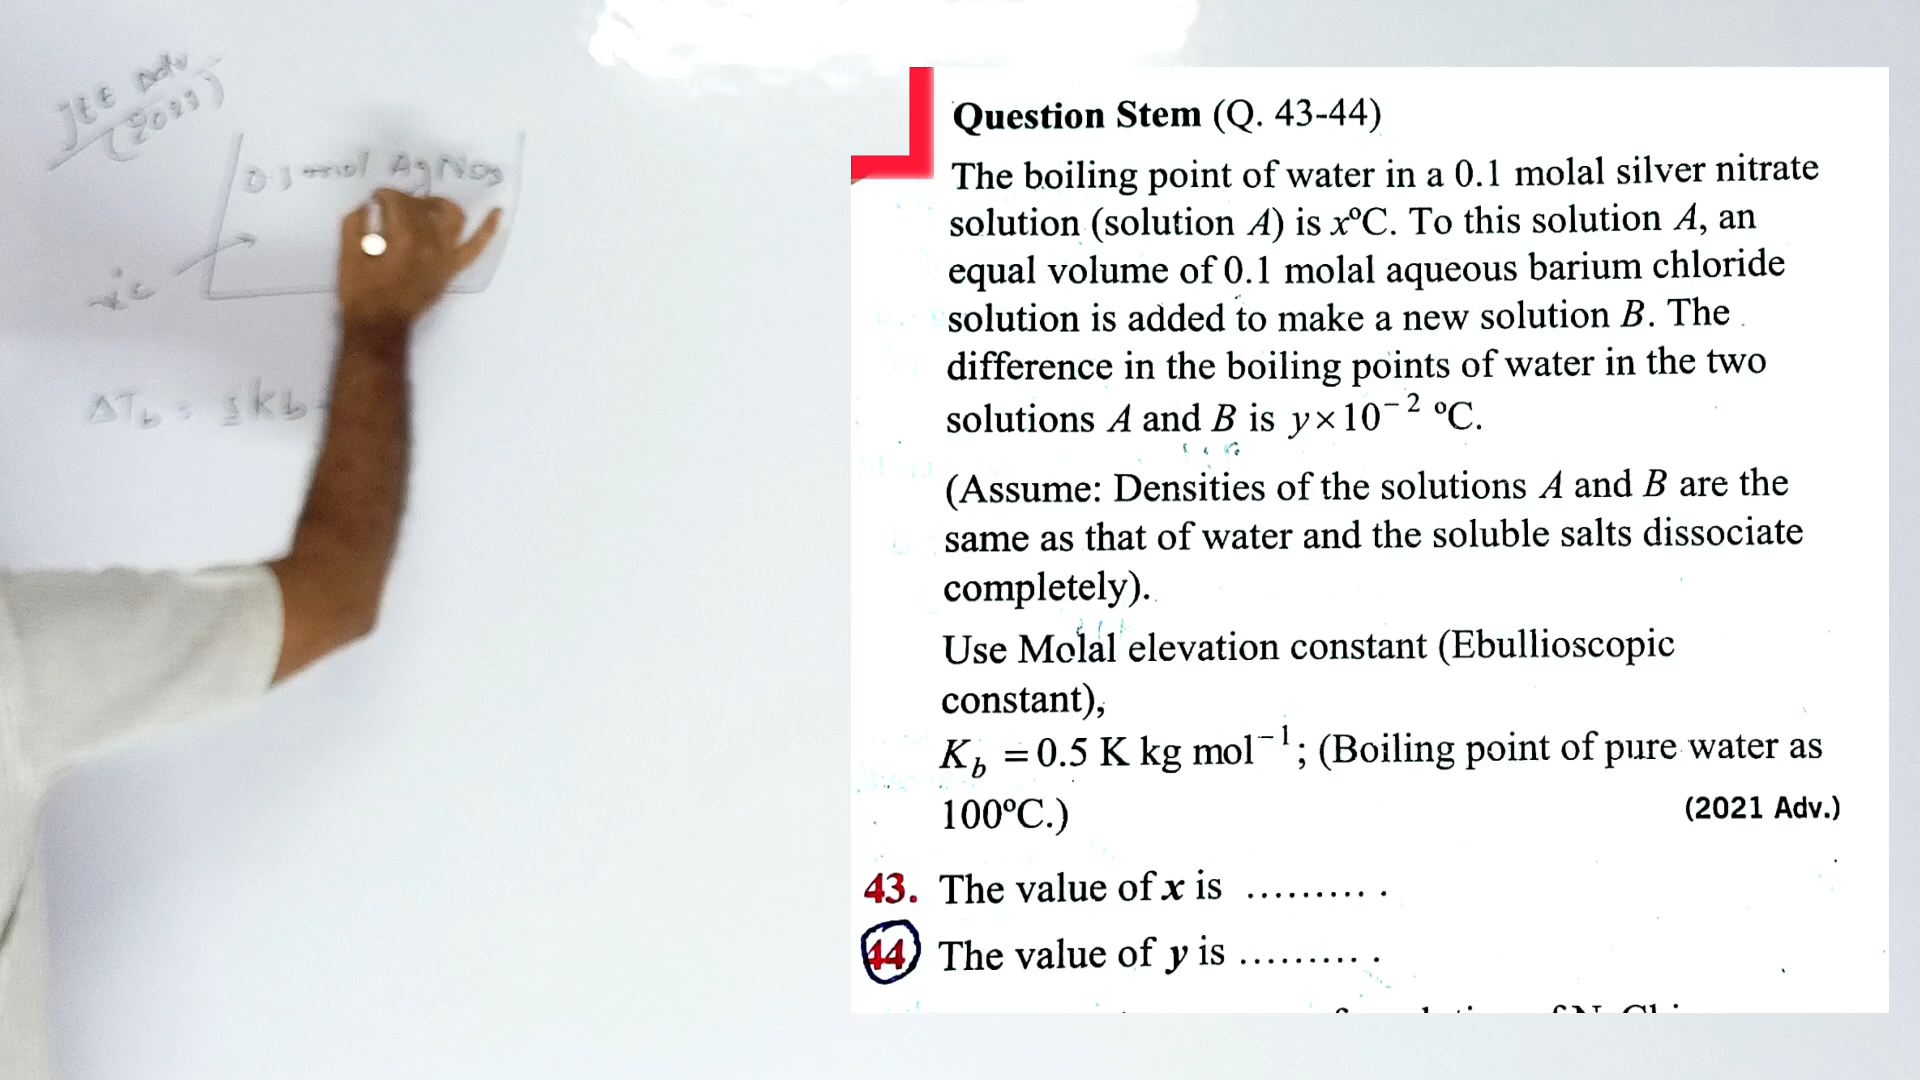 JEE Adv
(2021)
0.1 mol AgNO3
ΔTb = ikb
Question Stem (Q. 43-44)
The boiling point of water in a 0.1 molal silver nitrate
solution (solution A) is xºC. To this solution A, an
equal volume of 0.1 molal aqueous barium chloride
solution is added to make a new solution B. The
difference in the boiling points of water in the two
solutions A and B is y×10⁻² ºC.
(Assume: Densities of the solutions A and B are the
same as that of water and the soluble salts dissociate
completely).
Use Molal elevation constant (Ebullioscopic
constant),
K_b = 0.5 K kg mol⁻¹; (Boiling point of pure water as
100ºC.)
(2021 Adv.)
43. The value of x is .......... .
44 The value of y is .......... .